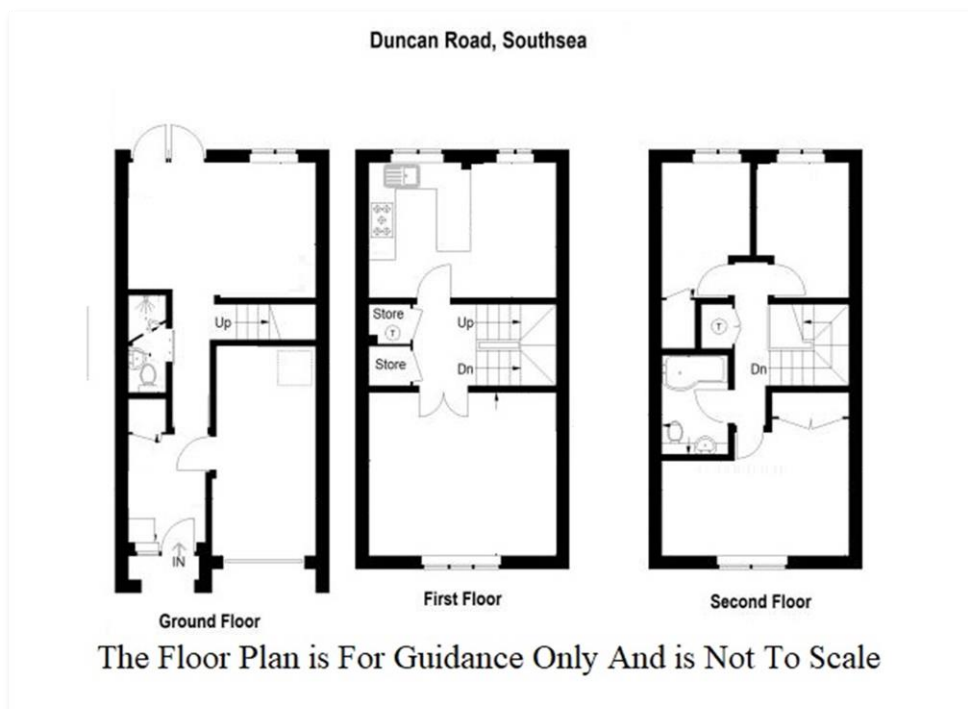 Duncan Road, Southsea
Up
IN
Ground Floor
Store
T
Store
Up
Dn
First Floor
T
Dn
Second Floor
The Floor Plan is For Guidance Only And is Not To Scale